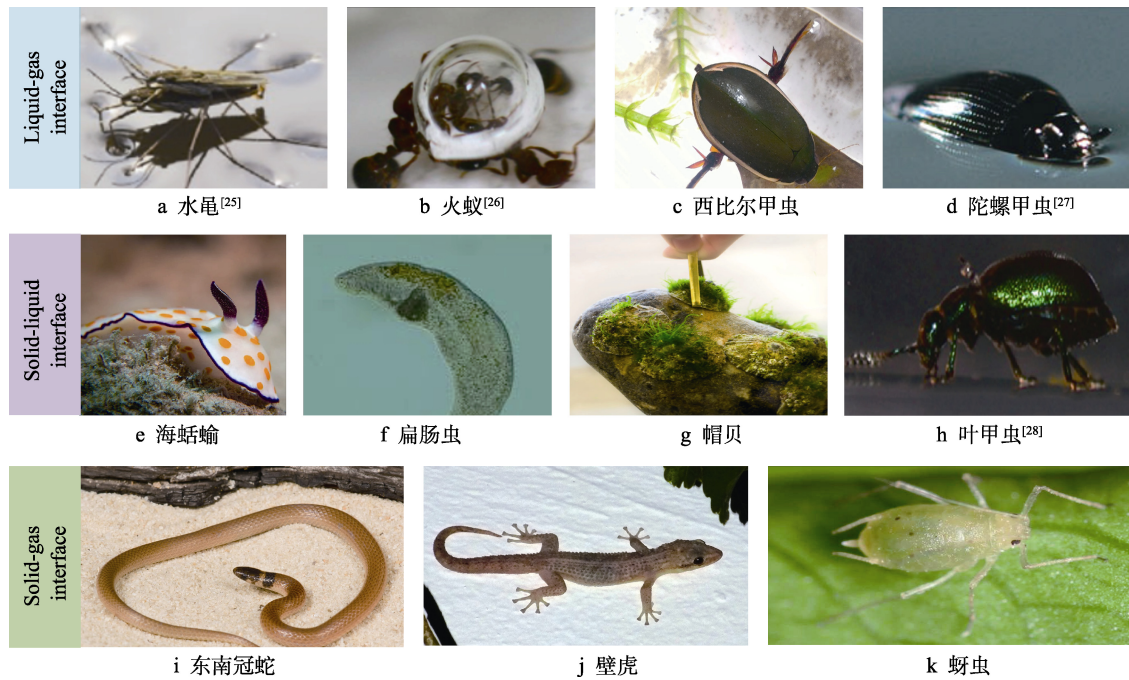 Liquid-gas
interface
a 水黾[25]
b 火蚁[26]
c 西比尔甲虫
d 陀螺甲虫[27]
Solid-liquid
interface
e 海蛞蝓
f 扁肠虫
g 帽贝
h 叶甲虫[28]
Solid-gas
interface
i 东南冠蛇
j 壁虎
k 蚜虫